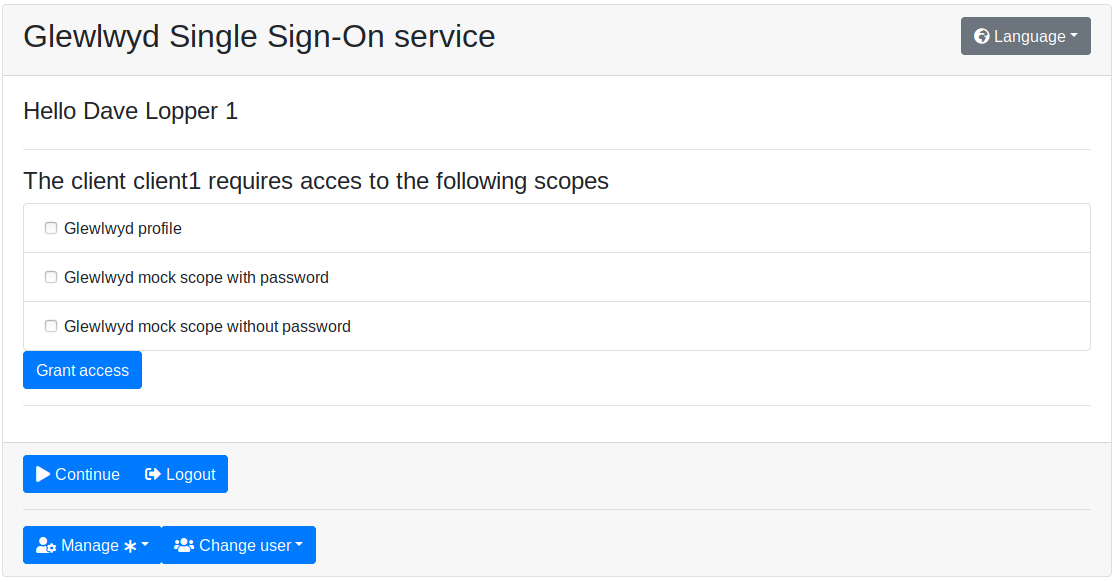 Glewlwyd Single Sign-On service
Language
Hello Dave Lopper 1
The client client1 requires acces to the following scopes
Glewlwyd profile
Glewlwyd mock scope with password
Glewlwyd mock scope without password
Grant access
Continue Logout
Manage Change user